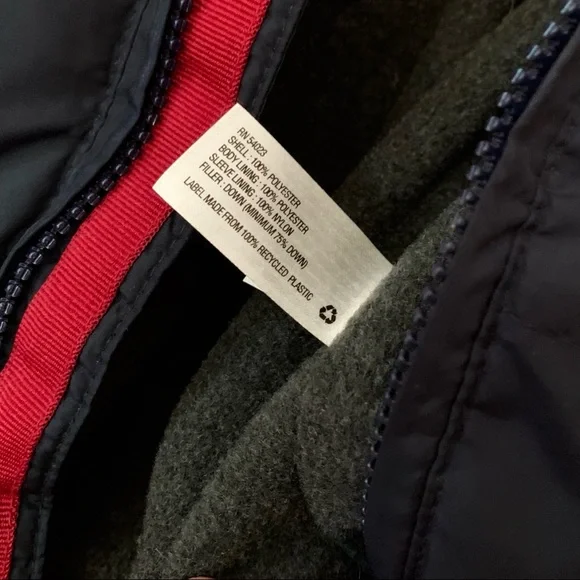 RN 54023
SHELL : 100% POLYESTER
BODY LINING : 100% POLYESTER
SLEEVE LINING : 100% NYLON
FILLER : DOWN (MINIMUM 75% DOWN)
LABEL MADE FROM 100% RECYCLED PLASTIC